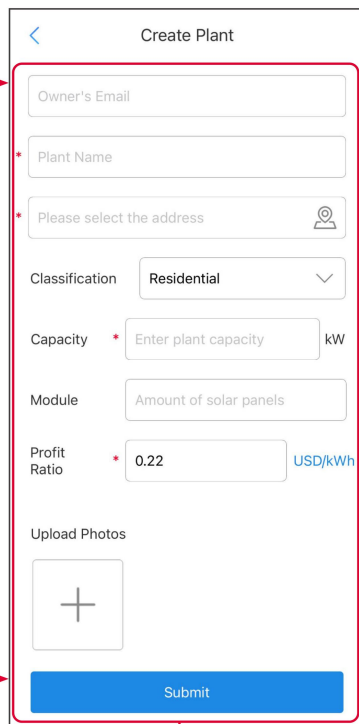 Create Plant
Owner's Email
* Plant Name
* Please select the address
Classification Residential
Capacity * Enter plant capacity kW
Module Amount of solar panels
Profit
Ratio * 0.22 USD/kWh
Upload Photos
Submit